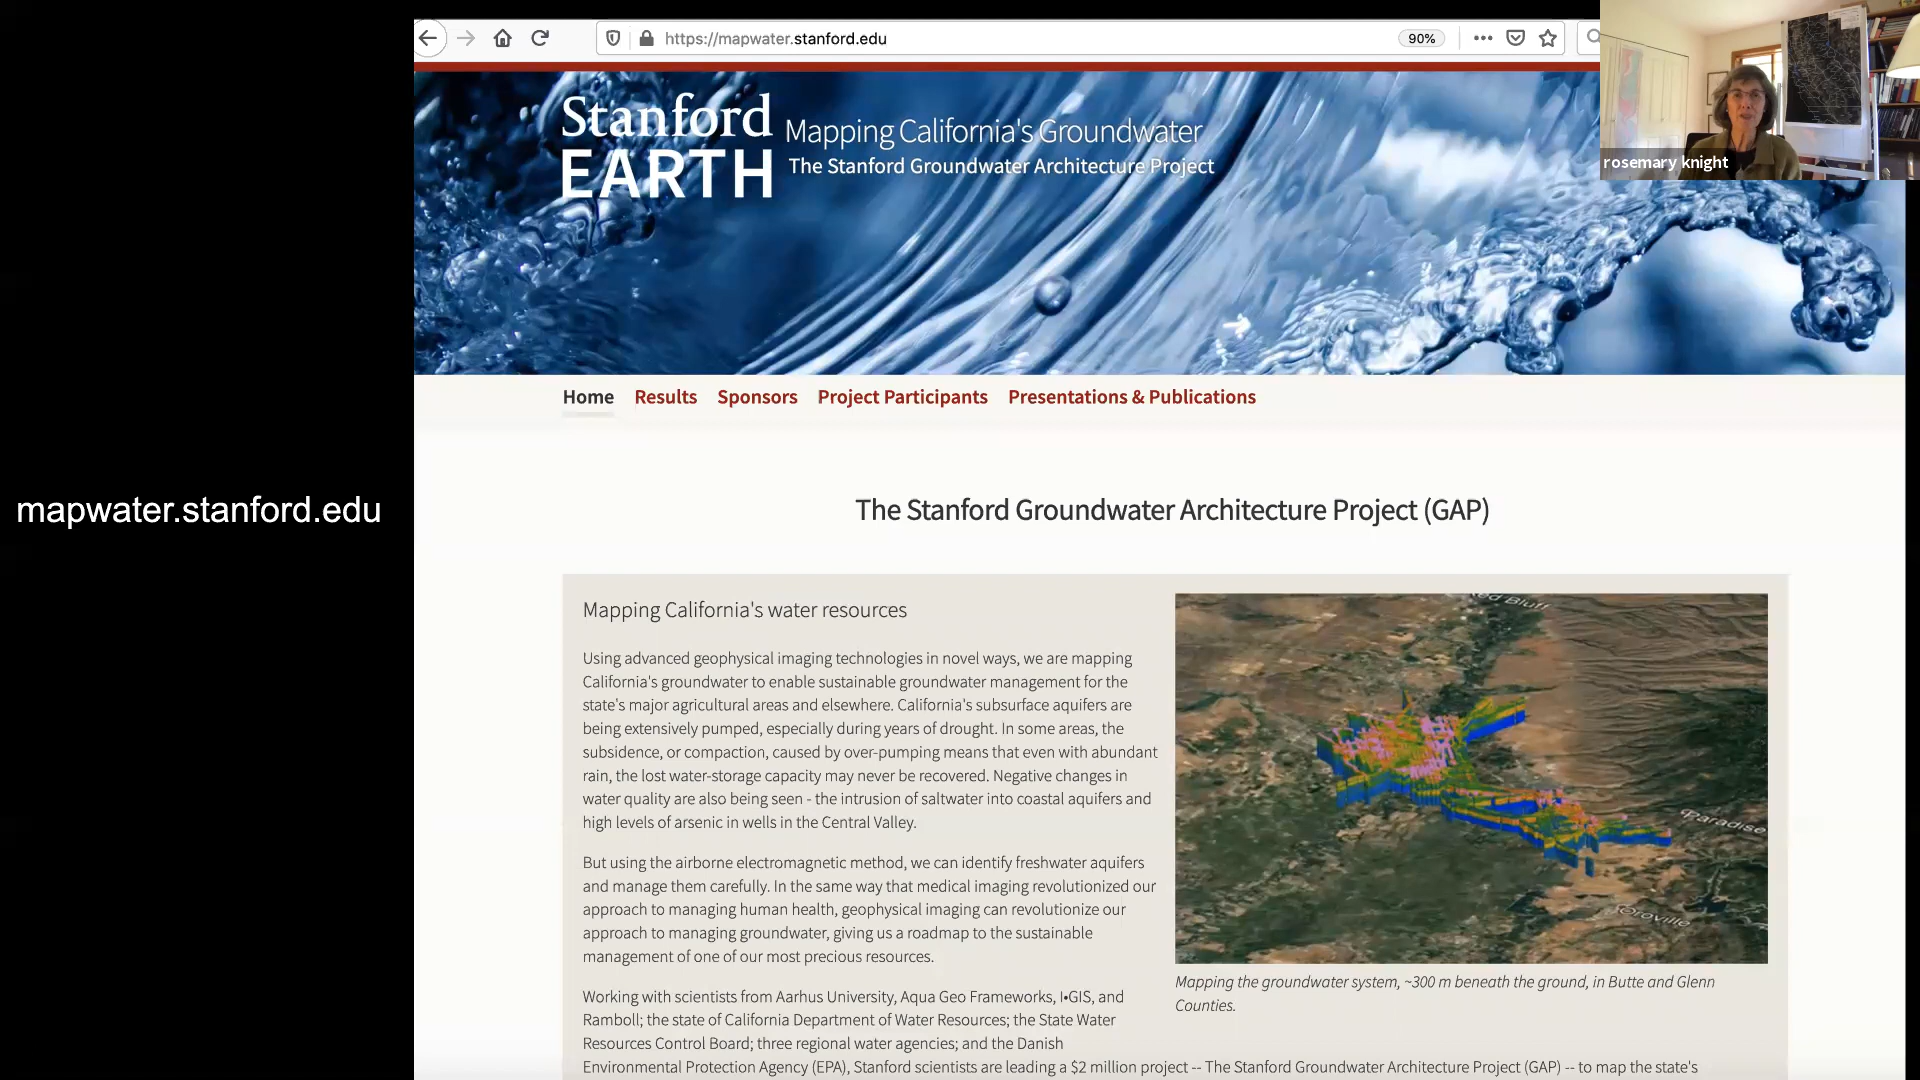 https://mapwater.stanford.edu
90%
Stanford
EARTH
Mapping California's Groundwater
The Stanford Groundwater Architecture Project
rosemary knight
Home Results Sponsors Project Participants Presentations & Publications
mapwater.stanford.edu
The Stanford Groundwater Architecture Project (GAP)
Mapping California's water resources
Using advanced geophysical imaging technologies in novel ways, we are mapping
California's groundwater to enable sustainable groundwater management for the
state's major agricultural areas and elsewhere. California's subsurface aquifers are
being extensively pumped, especially during years of drought. In some areas, the
subsidence, or compaction, caused by over-pumping means that even with abundant
rain, the lost water-storage capacity may never be recovered. Negative changes in
water quality are also being seen - the intrusion of saltwater into coastal aquifers and
high levels of arsenic in wells in the Central Valley.
But using the airborne electromagnetic method, we can identify freshwater aquifers
and manage them carefully. In the same way that medical imaging revolutionized our
approach to managing human health, geophysical imaging can revolutionize our
approach to managing groundwater, giving us a roadmap to the sustainable
management of one of our most precious resources.
Working with scientists from Aarhus University, Aqua Geo Frameworks, I•GIS, and
Ramboll; the state of California Department of Water Resources; the State Water
Resources Control Board; three regional water agencies; and the Danish
Environmental Protection Agency (EPA), Stanford scientists are leading a $2 million project -- The Stanford Groundwater Architecture Project (GAP) -- to map the state's
Red Bluff
Paradise
Oroville
Mapping the groundwater system, ~300 m beneath the ground, in Butte and Glenn
Counties.